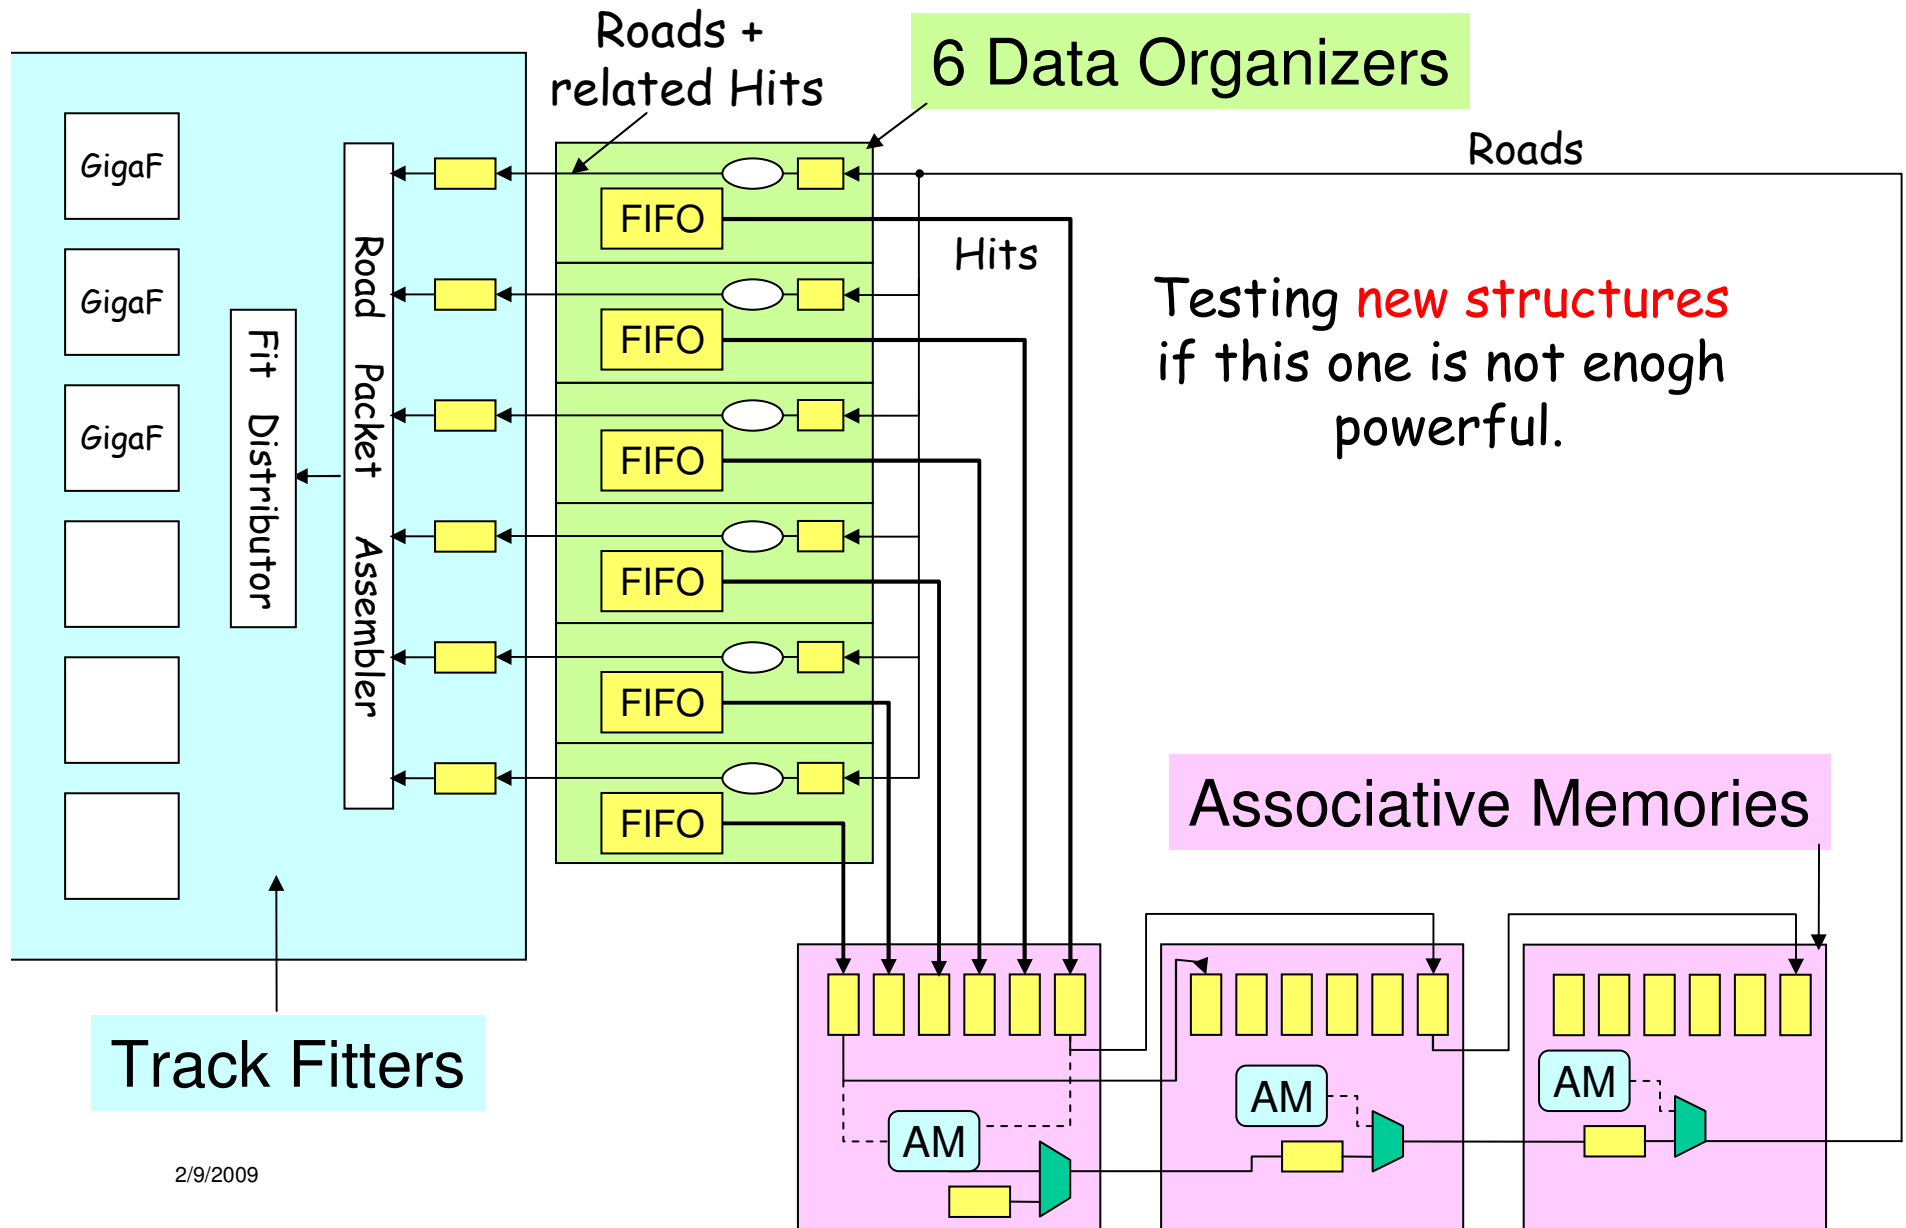 Roads +
related Hits
6 Data Organizers
Roads
GigaF
GigaF
GigaF
Fit Distributor
Road Packet Assembler
FIFO
FIFO
FIFO
FIFO
FIFO
FIFO
Hits
Testing new structures
if this one is not enogh
powerful.
Associative Memories
Track Fitters
AM
AM
AM
2/9/2009